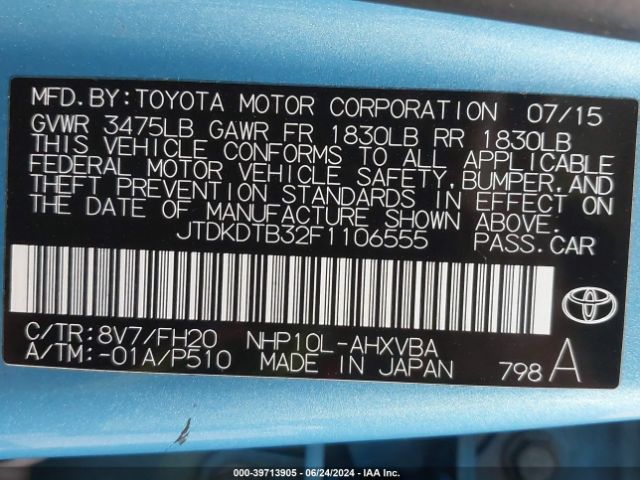 MFD.BY:TOYOTA MOTOR CORPORATION 07/15
GVWR 3475LB GAWR FR 1830LB RR 1830LB
THIS VEHICLE CONFORMS TO ALL APPLICABLE
FEDERAL MOTOR VEHICLE SAFETY,BUMPER,AND
THEFT PREVENTION STANDARDS IN EFFECT ON
THE DATE OF MANUFACTURE SHOWN ABOVE.
JTDKDTB32F1106555 PASS.CAR
C/TR:8V7/FH20 NHP10L-AHXVBA
A/TM:-01A/P510 MADE IN JAPAN 798 A
TOYOTA
000-39713905 - 06/24/2024 - IAA Inc.